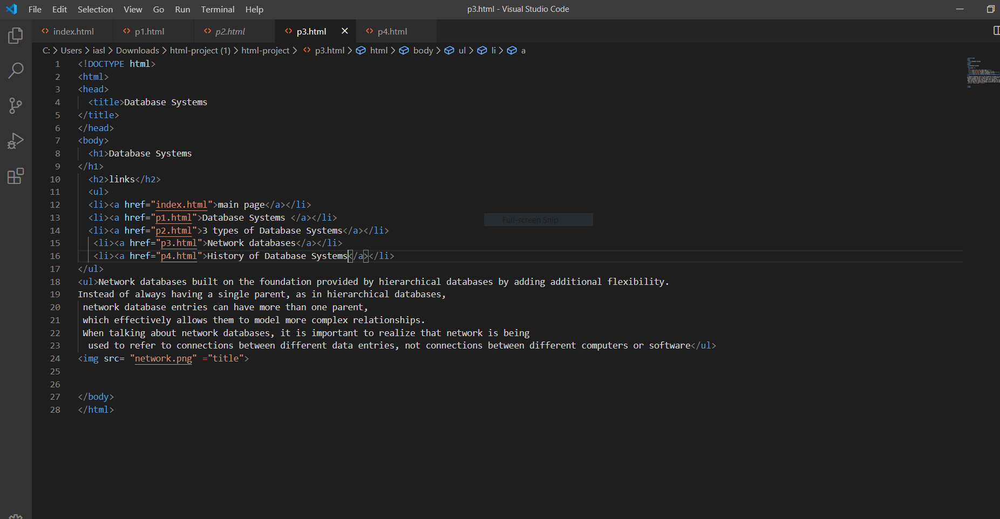 File Edit Selection View Go Run Terminal Help p3.html - Visual Studio Code
index.html p1.html p2.html p3.html p4.html
C: > Users > iasl > Downloads > html-project (1) > html-project > p3.html > html > body > ul > li > a
1 <!DOCTYPE html>
2 <html>
3 <head>
4 <title>Database Systems
5 </title>
6 </head>
7 <body>
8 <h1>Database Systems
9 </h1>
10 <h2>links</h2>
11 <ul>
12 <li><a href="index.html">main page</a></li>
13 <li><a href="p1.html">Database Systems </a></li>
Full-screen Snip
14 <li><a href="p2.html">3 types of Database Systems</a></li>
15 <li><a href="p3.html">Network databases</a></li>
16 <li><a href="p4.html">History of Database Systems</a></li>
17 </ul>
18 <ul>Network databases built on the foundation provided by hierarchical databases by adding additional flexibility.
19 Instead of always having a single parent, as in hierarchical databases,
20 network database entries can have more than one parent,
21 which effectively allows them to model more complex relationships.
22 When talking about network databases, it is important to realize that network is being
23 used to refer to connections between different data entries, not connections between different computers or software</ul>
24 <img src= "network.png" ="title">
25
26
27 </body>
28 </html>